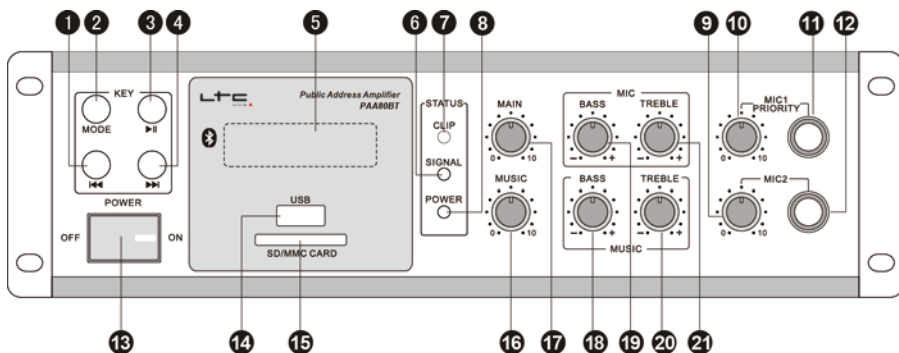 1 2 3 4 5 6 7 8 9 10 11 12
KEY
MODE
▶II
I◀◀ ▶▶I
POWER
OFF ON
LTC
AUDIO
Public Address Amplifier
PAA80BT
USB
SD/MMC CARD
STATUS
CLIP
SIGNAL
POWER
MAIN
0 10
MUSIC
0 10
MIC
BASS TREBLE
- + - +
BASS TREBLE
- + - +
MUSIC
MIC1
PRIORITY
0 10
MIC2
0 10
13 14 15 16 17 18 19 20 21